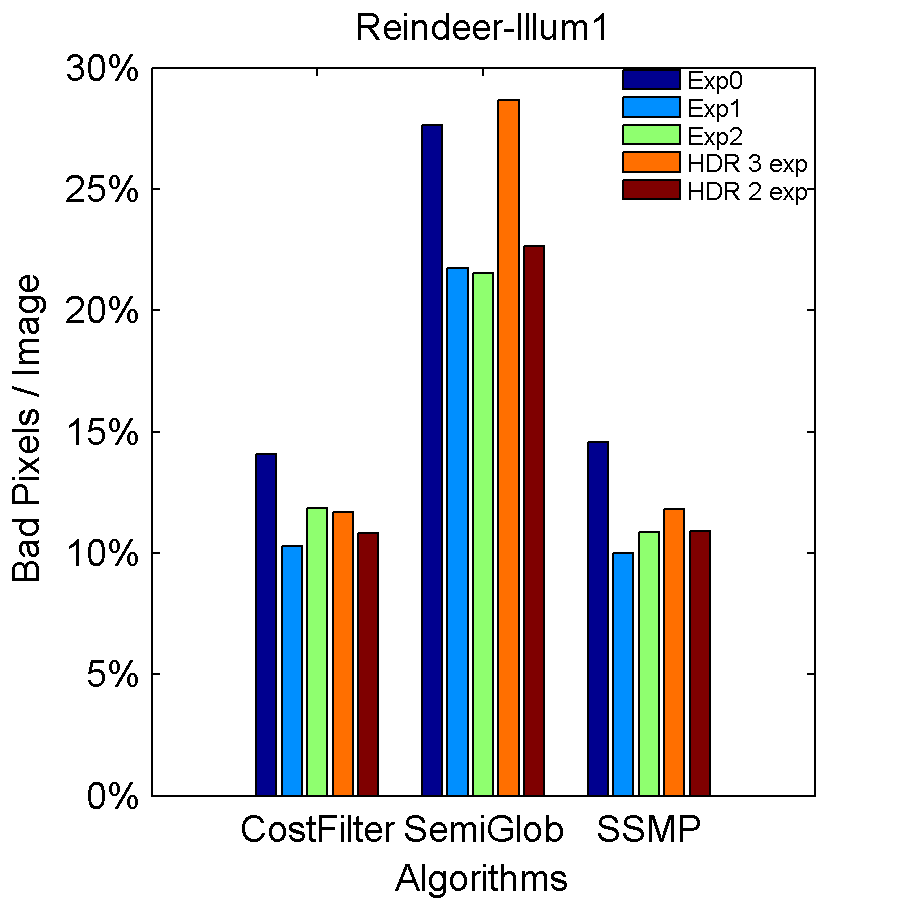 Reindeer-Illum1
30%
25%
20%
15%
10%
5%
0%
Bad Pixels / Image
Exp0
Exp1
Exp2
HDR 3 exp
HDR 2 exp
CostFilter SemiGlob SSMP
Algorithms